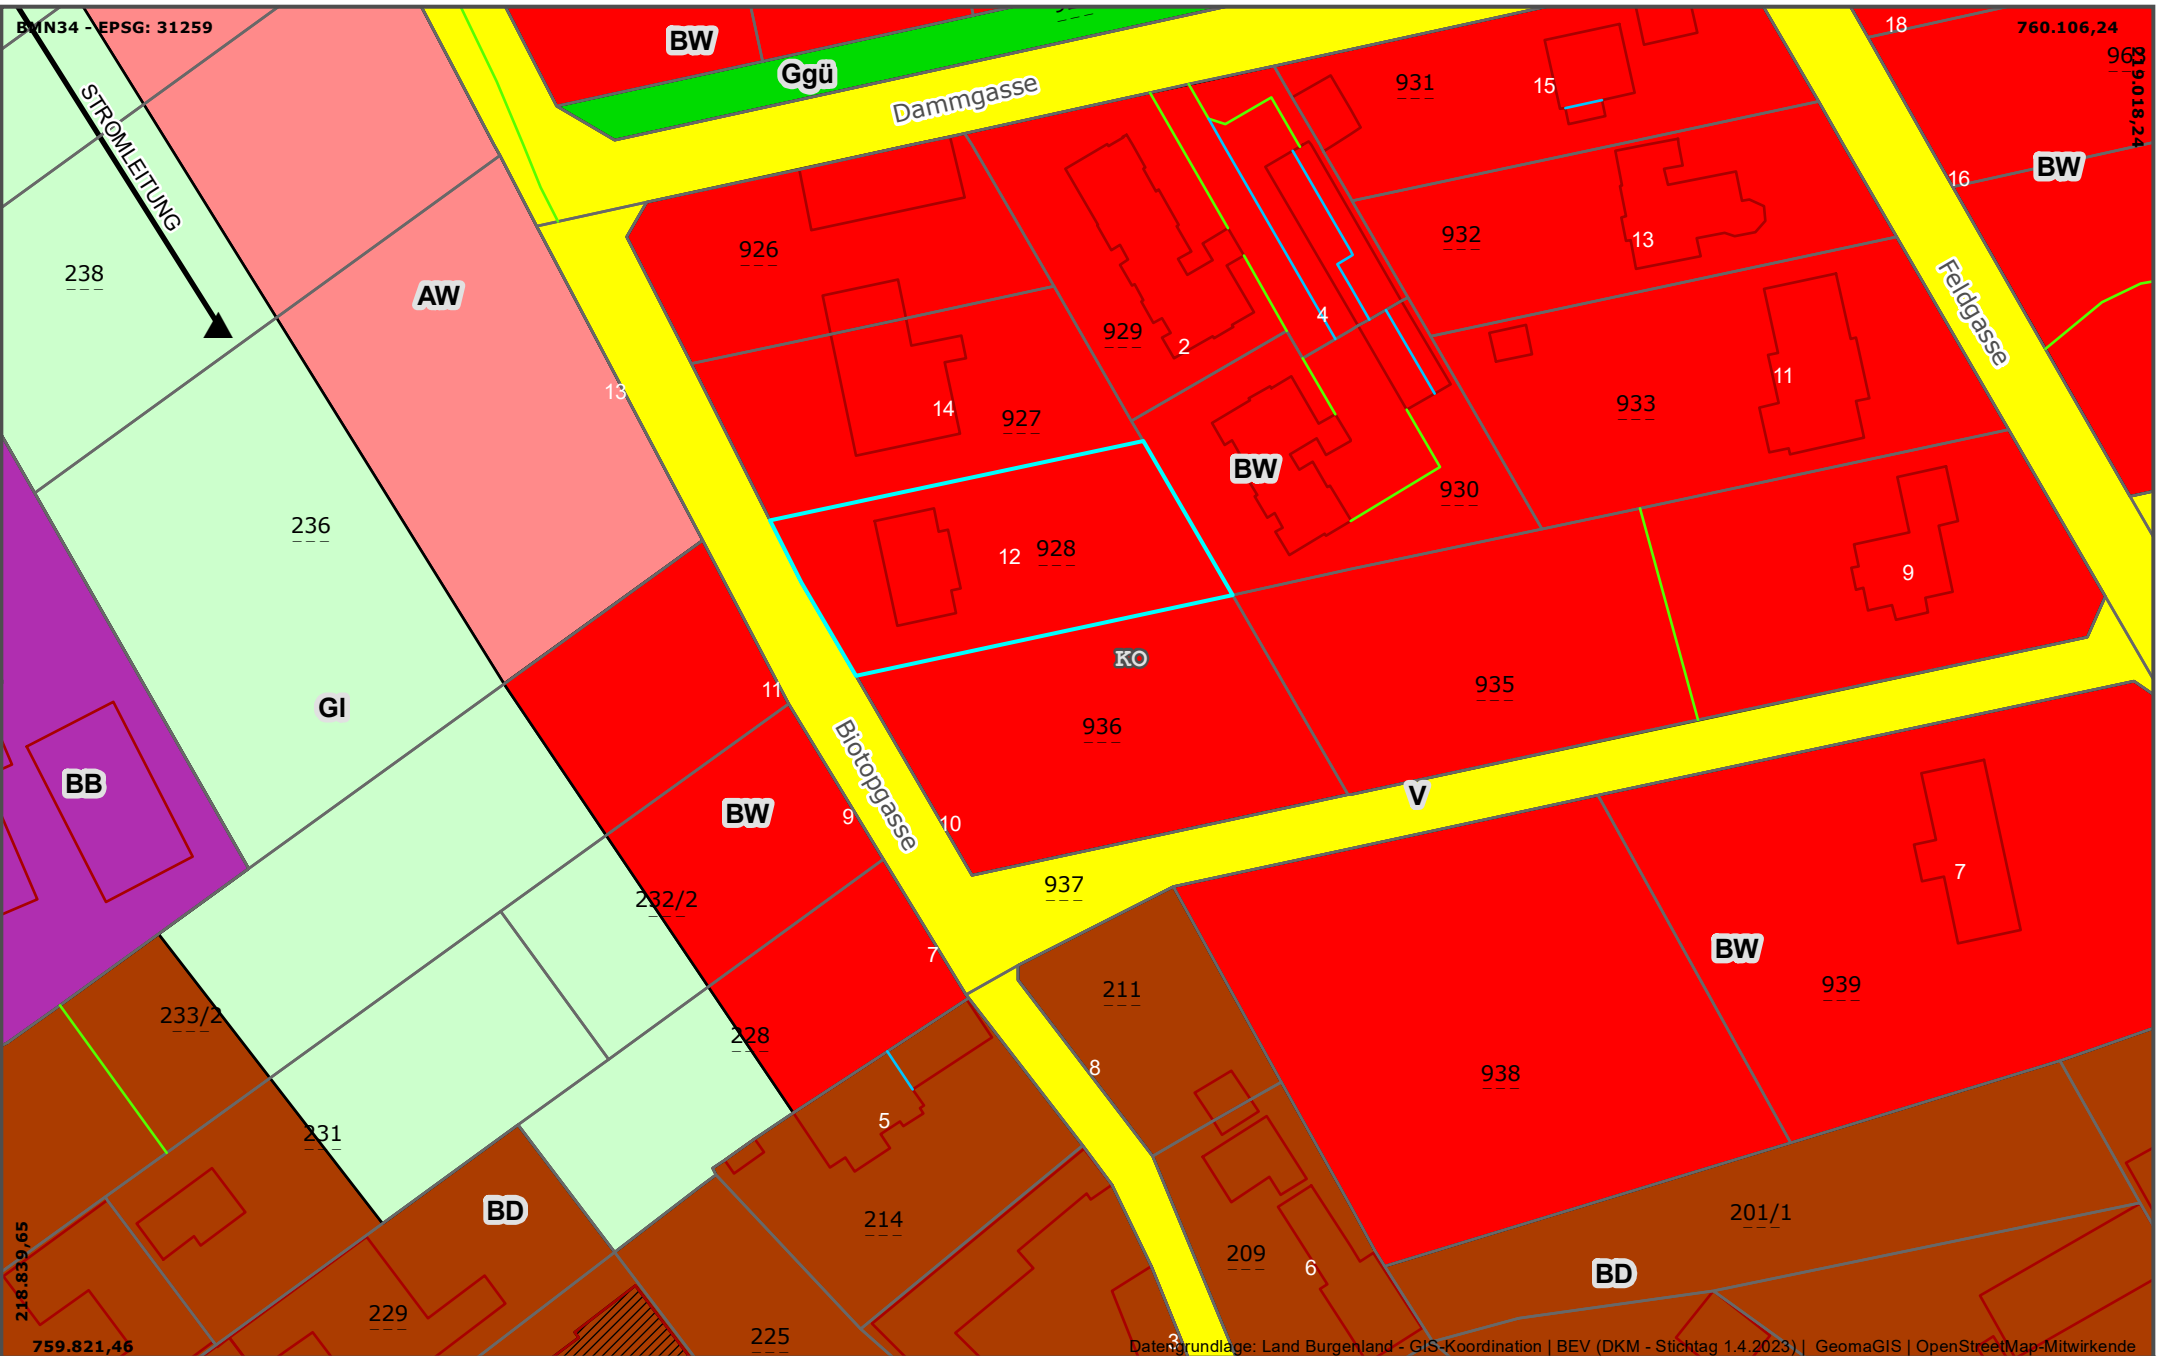 BMN34 - EPSG: 31259
760.106,24
219.018,24
BW
Ggü
Dammgasse
STROMLEITUNG
18
931
15
16
BW
238
AW
926
932
13
Feldgasse
929
2
4
13
14
927
933
11
BW
930
236
12
928
9
KO
935
GI
11
936
BB
BW
Biotopgasse
V
9
10
937
7
232/2
7
BW
939
211
233/2
228
8
938
5
231
BD
214
201/1
209
6
BD
229
225
3
218.839,65
759.821,46
Datengrundlage: Land Burgenland - GIS-Koordination | BEV (DKM - Stichtag 1.4.2023) | GeomaGIS | OpenStreetMap-Mitwirkende